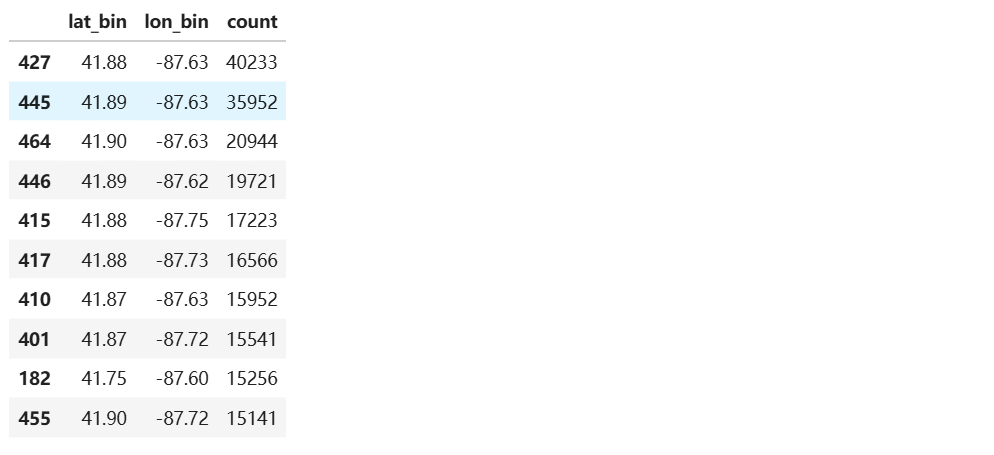 lat_bin lon_bin count
427 41.88 -87.63 40233
445 41.89 -87.63 35952
464 41.90 -87.63 20944
446 41.89 -87.62 19721
415 41.88 -87.75 17223
417 41.88 -87.73 16566
410 41.87 -87.63 15952
401 41.87 -87.72 15541
182 41.75 -87.60 15256
455 41.90 -87.72 15141